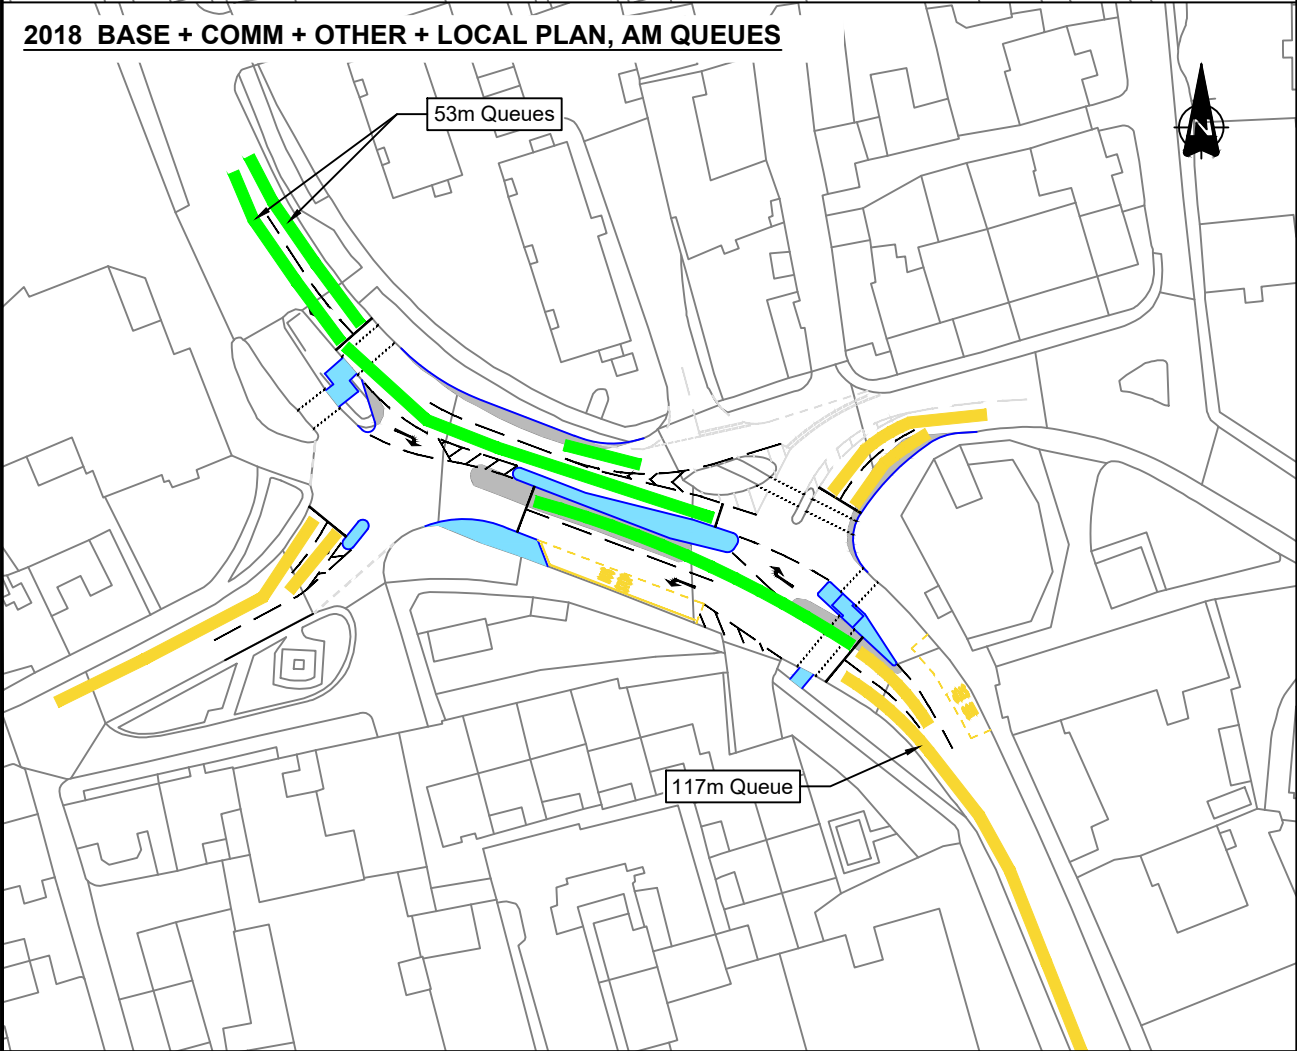 2018 BASE + COMM + OTHER + LOCAL PLAN, AM QUEUES
53m Queues
N
117m Queue